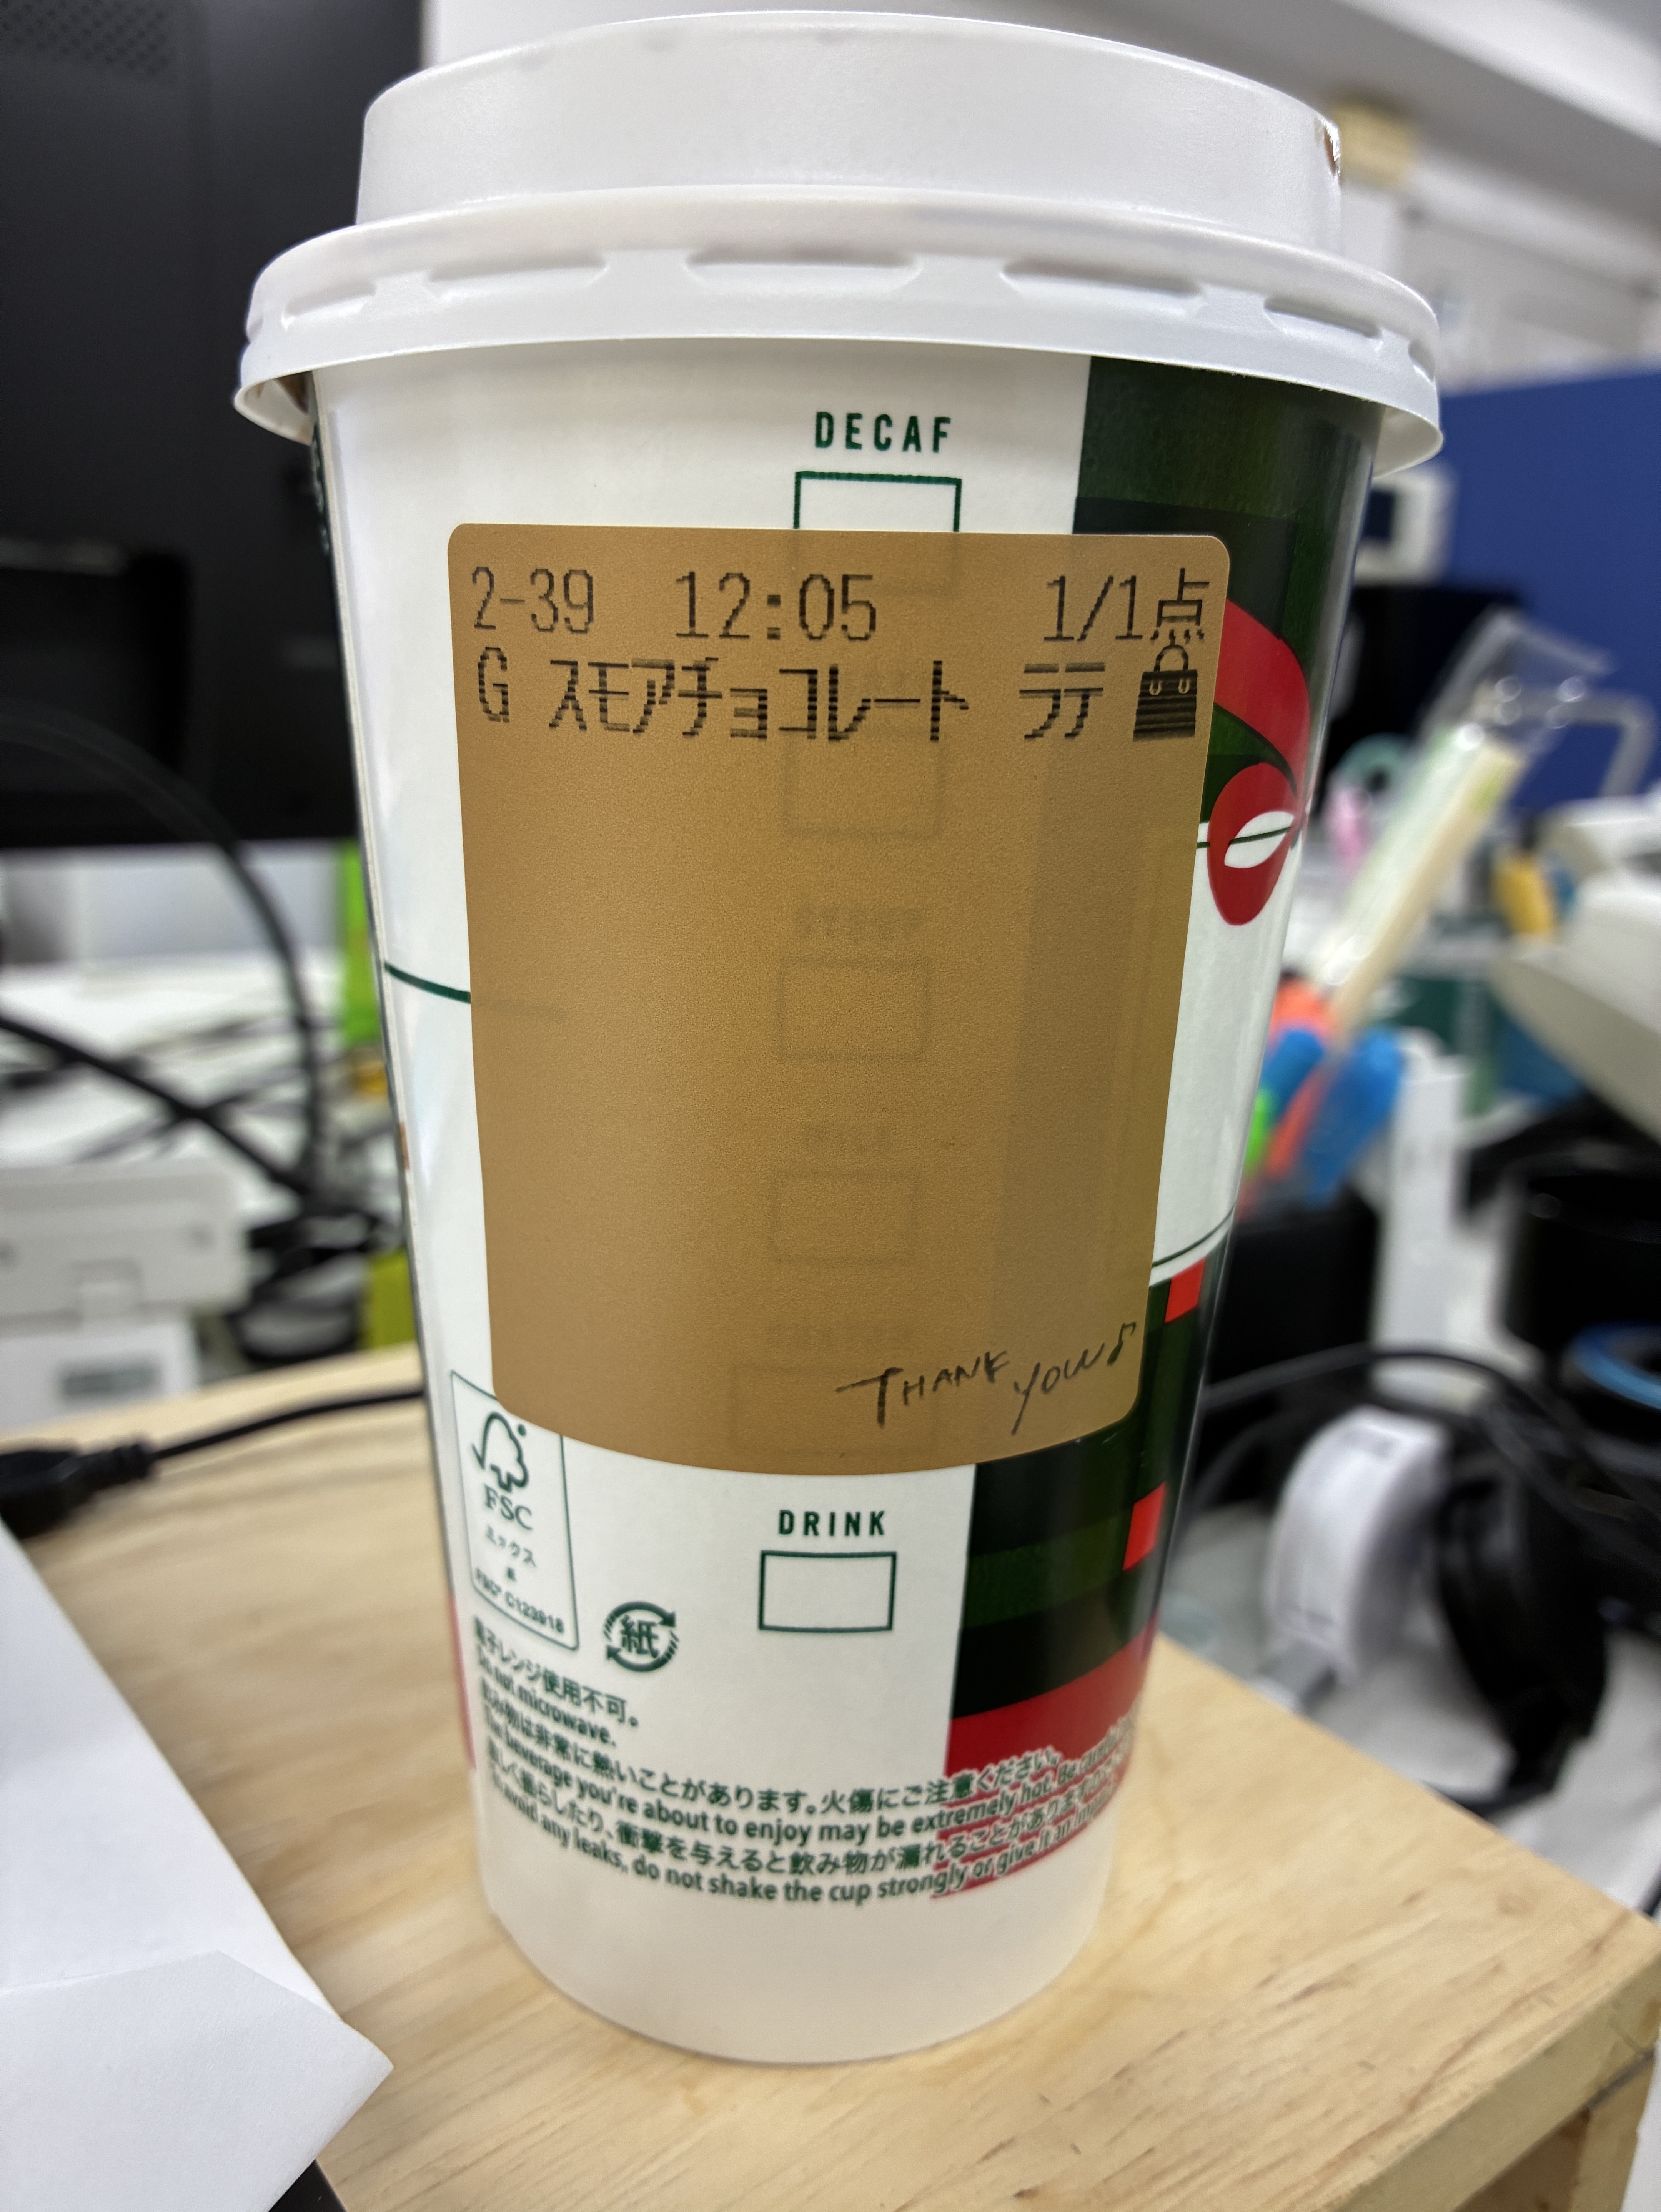 DECAF
2-39 12:05 1/1点
G スモアチョコレート ラテ
THANK YOU♪
FSC
ミックス
FSC® C123918
紙
DRINK
電子レンジ使用不可。
Do not microwave.
飲み物は非常に熱いことがあります。火傷にご注意ください。
The beverage you're about to enjoy may be extremely hot. Be careful
激しく揺らしたり、衝撃を与えると飲み物が漏れることがあります
To avoid any leaks, do not shake the cup strongly or give it an